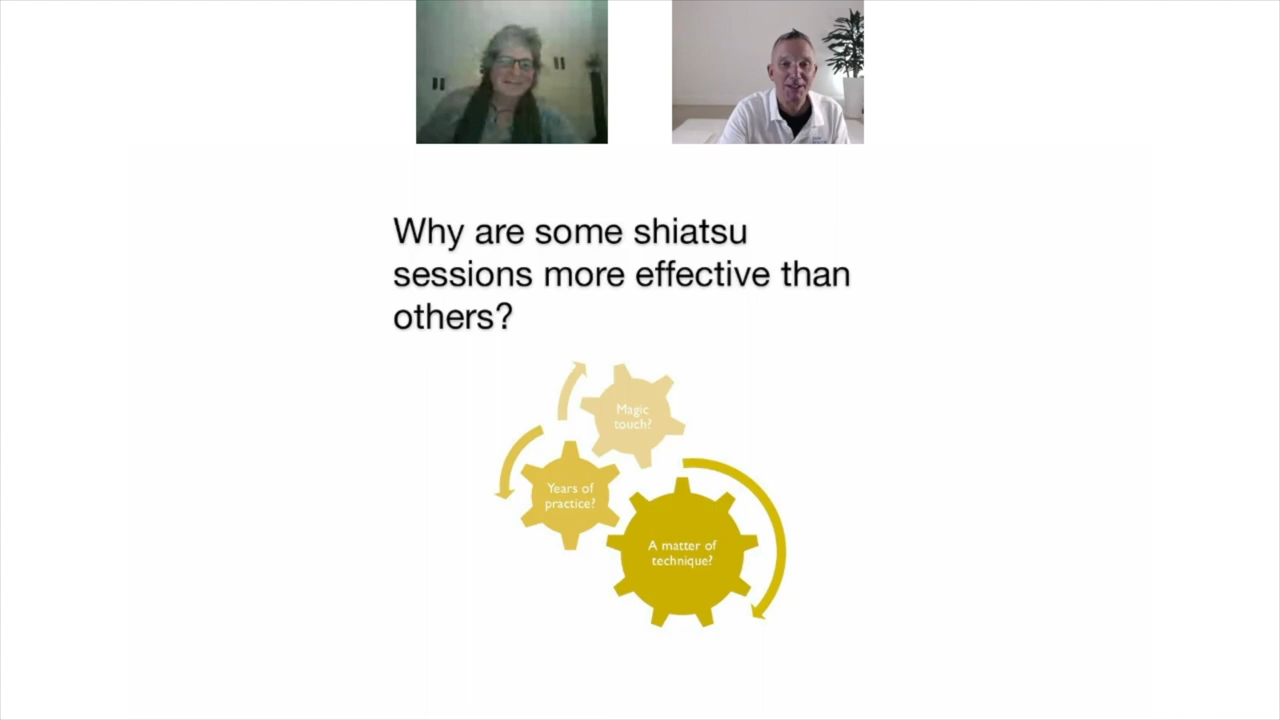 Why are some shiatsu
sessions more effective than
others?
Magic
touch?
Years of
practice?
A matter of
technique?